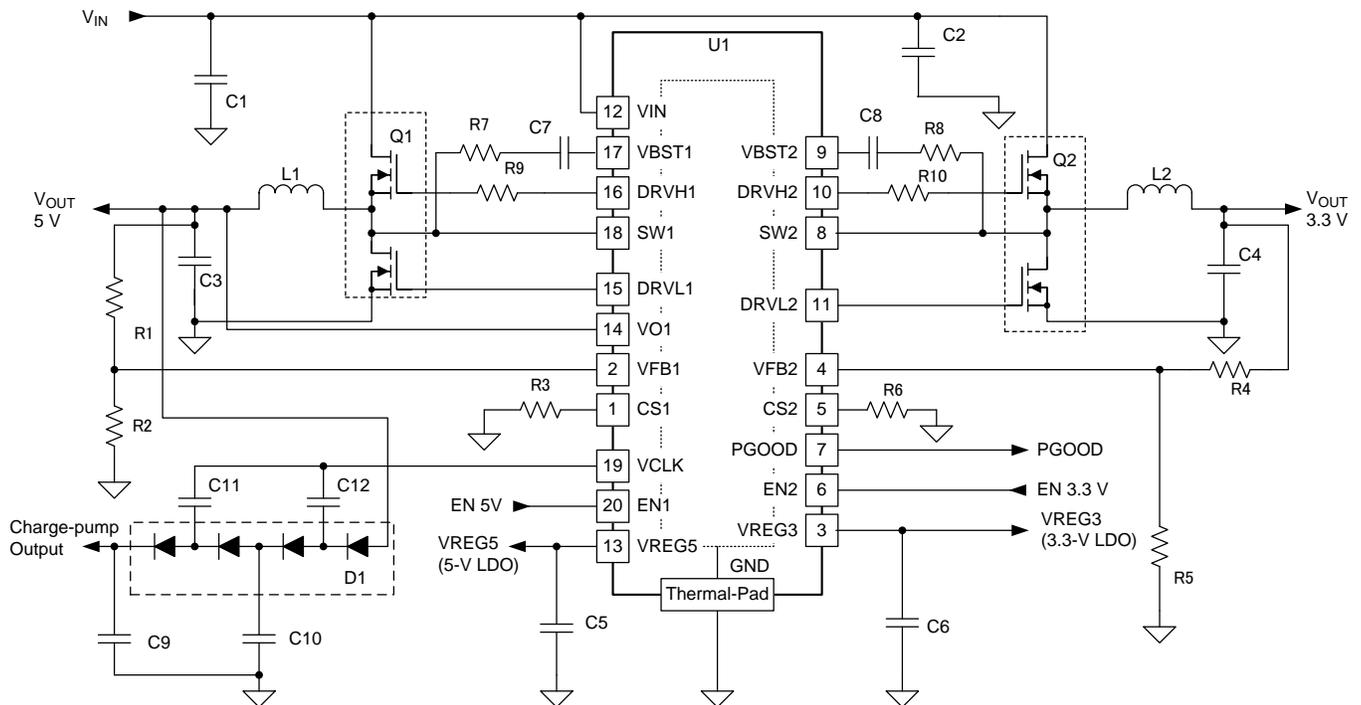 VIN
C1
C2
U1
12 VIN
Q1
R7
C7
17 VBST1
VBST2 9
C8
R8
Q2
L1
R9
16 DRVH1
DRVH2 10
R10
L2
VOUT
5 V
18 SW1
SW2 8
VOUT
3.3 V
C3
C4
15 DRVL1
DRVL2 11
R1
14 VO1
2 VFB1
VFB2 4
R4
R3
1 CS1
CS2 5
R6
R2
PGOOD 7
PGOOD
19 VCLK
C11
C12
EN2 6
EN 3.3 V
EN 5V
20 EN1
Charge-pump
Output
VREG3 3
VREG3
(3.3-V LDO)
VREG5
(5-V LDO)
13 VREG5
D1
GND
Thermal-Pad
R5
C9
C10
C5
C6